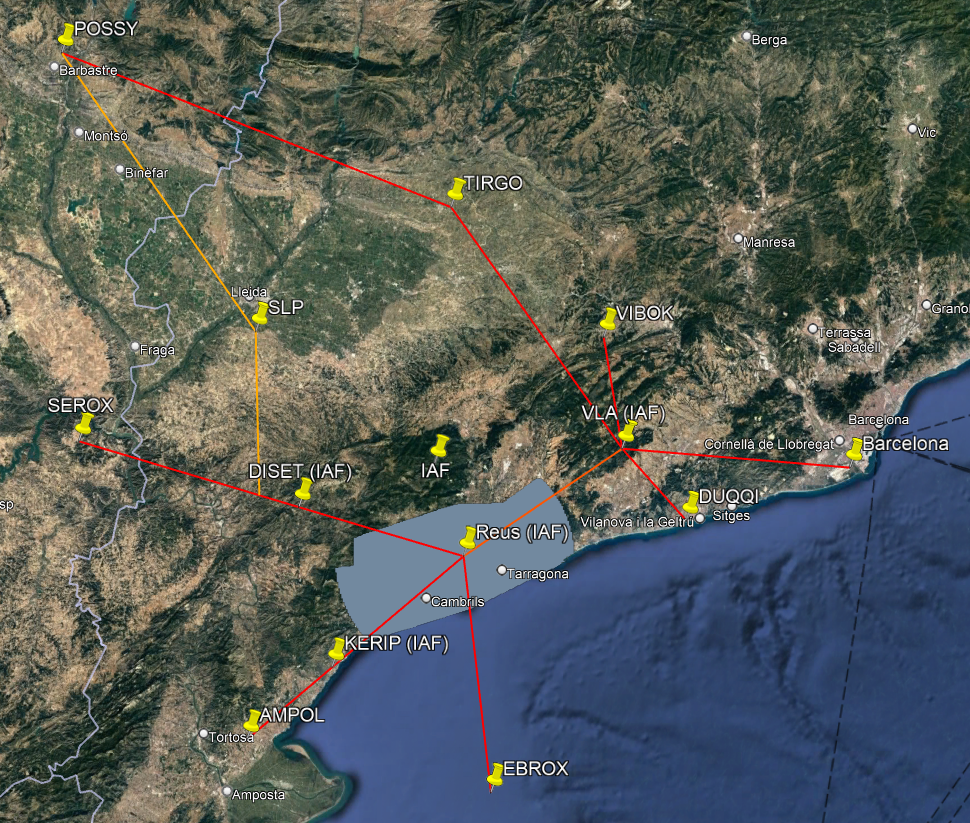 POSSY
Berga
Barbastre
Montsó
Vic
Binéfar
TIRGO
Manresa
Lleida
SLP
VIBOK
Granol
Terrassa
Sabadell
Fraga
SEROX
VLA (IAF)
Barcelona
Cornellà de Llobregat
Barcelona
DISET (IAF)
IAF
DUQQI
sp
Vilanova i la Geltrú
Sitges
Reus (IAF)
Tarragona
Cambrils
KERIP (IAF)
AMPOL
Tortosa
EBROX
Amposta